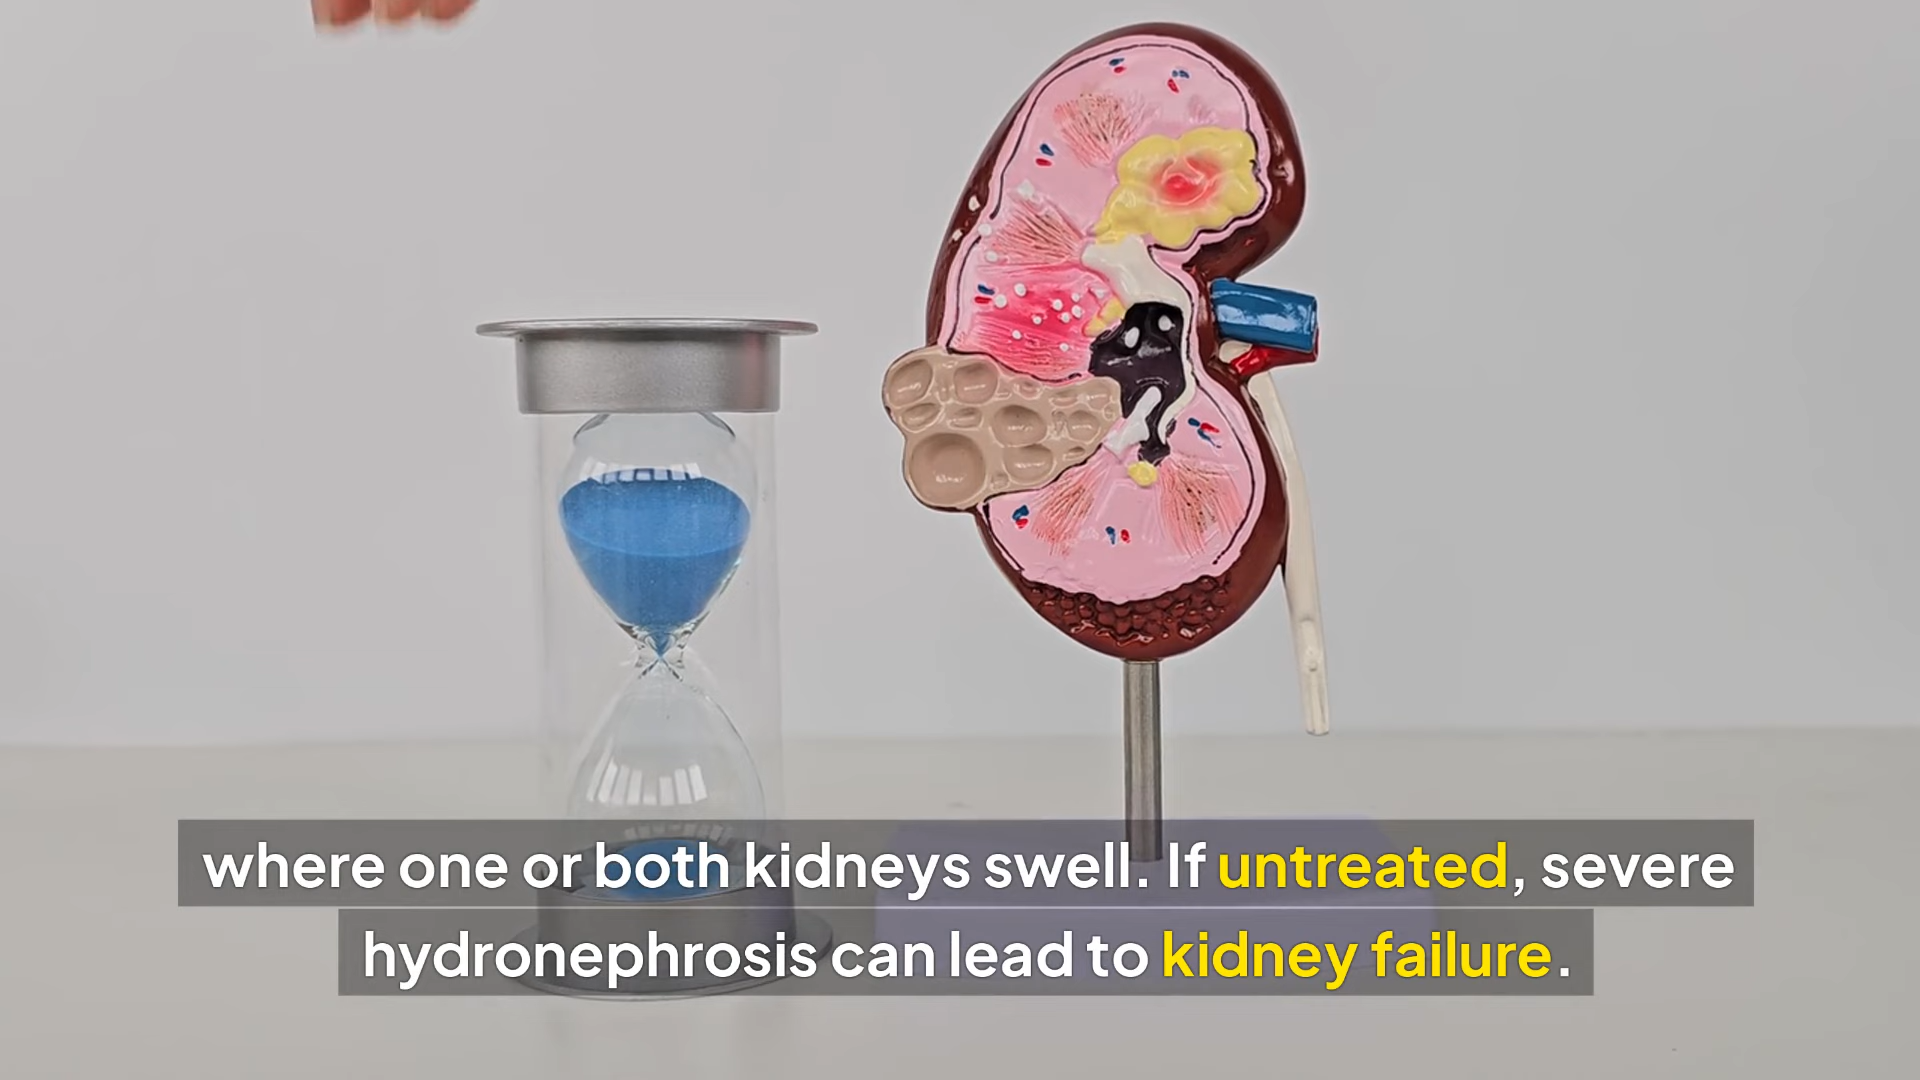 where one or both kidneys swell. If untreated, severe
hydronephrosis can lead to kidney failure.